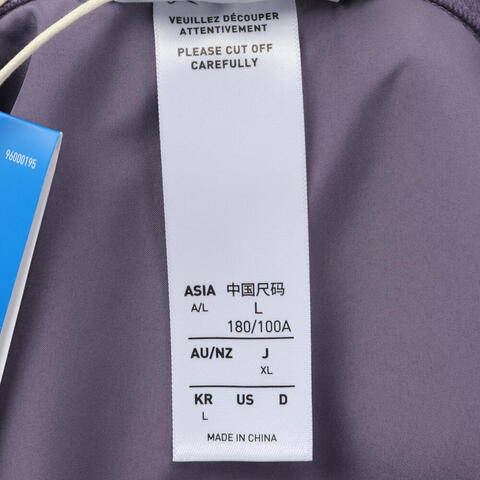 VEUILLEZ DÉCOUPER
ATTENTIVEMENT
PLEASE CUT OFF
CAREFULLY
96000195
ASIA 中国尺码
A/L L
180/100A
AU/NZ J
XL
KR US D
L
MADE IN CHINA